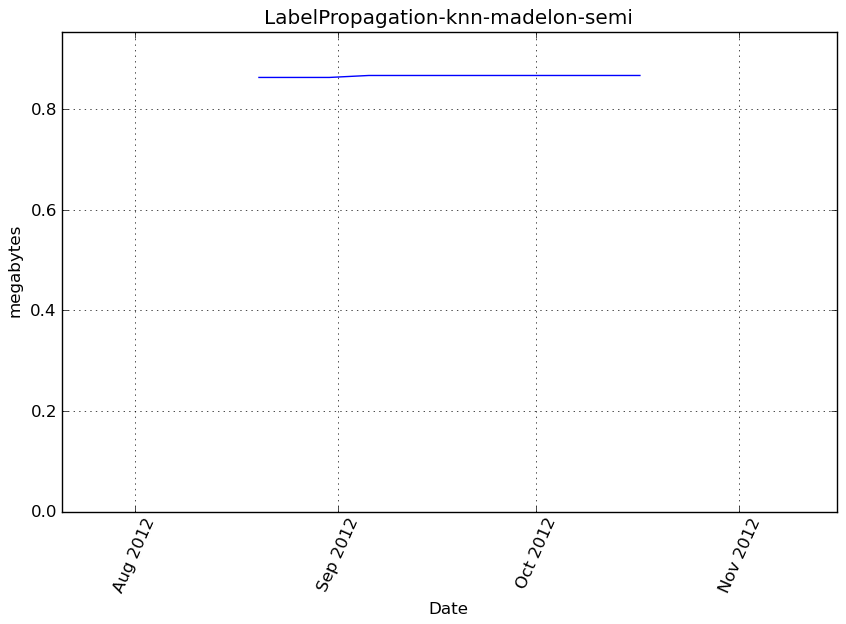 LabelPropagation-knn-madelon-semi
0.8
0.6
0.4
0.2
0.0
megabytes
Aug 2012
Sep 2012
Oct 2012
Nov 2012
Date